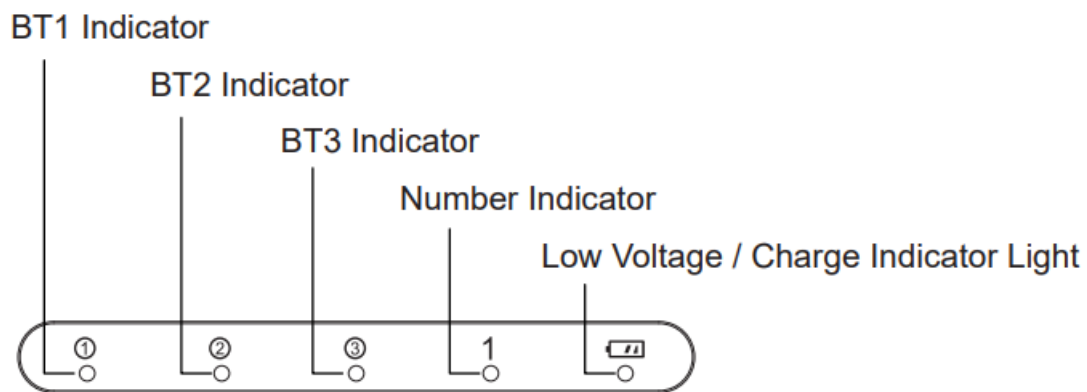 BT1 Indicator
BT2 Indicator
BT3 Indicator
Number Indicator
Low Voltage / Charge Indicator Light
① ② ③ 1